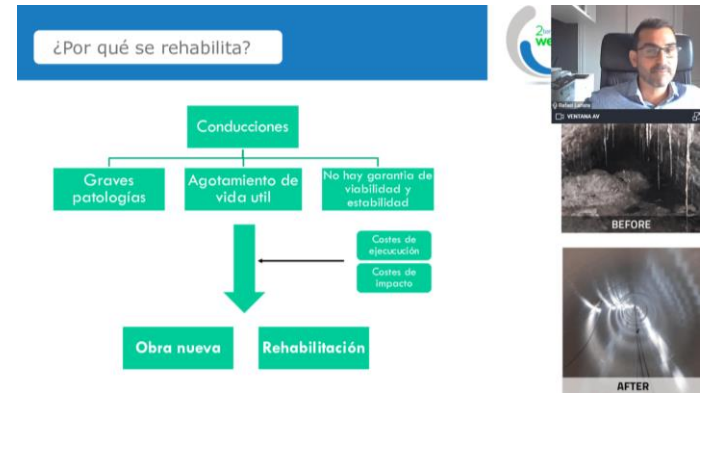 ¿Por qué se rehabilita?
Conducciones
Graves
patologías
Agotamiento de
vida util
No hay garantia de
viabilidad y
estabilidad
Costes de
ejecucución
Costes de
impacto
Obra nueva
Rehabilitación
VENTANA AV
BEFORE
AFTER